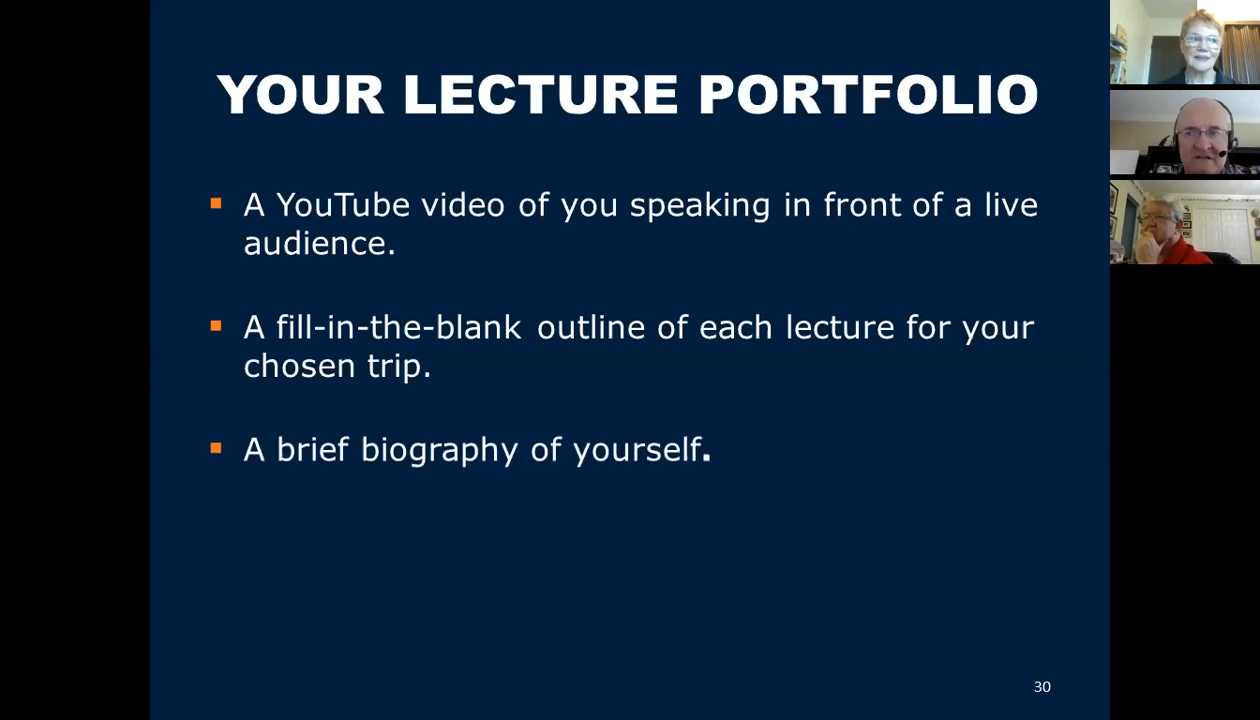 YOUR LECTURE PORTFOLIO
A YouTube video of you speaking in front of a live
audience.
A fill-in-the-blank outline of each lecture for your
chosen trip.
A brief biography of yourself.
30